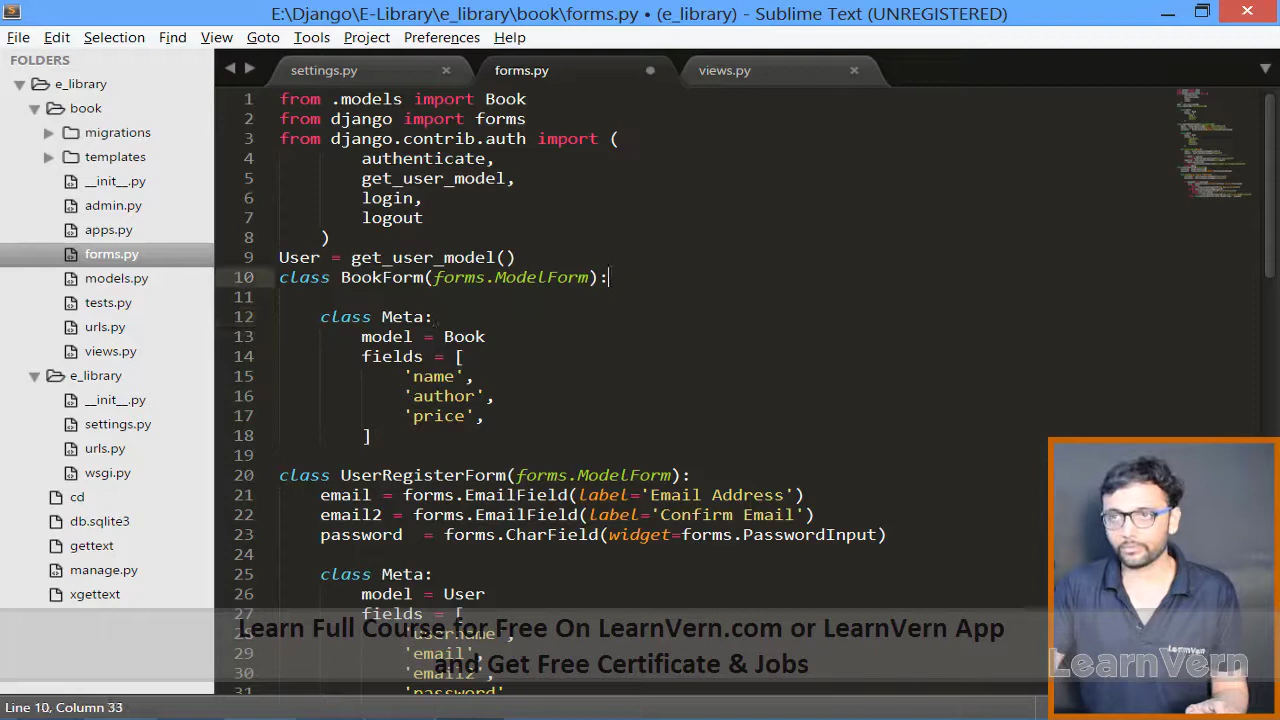 E:\Django\E-Library\e_library\book\forms.py • (e_library) - Sublime Text (UNREGISTERED)
File Edit Selection Find View Goto Tools Project Preferences Help
FOLDERS
e_library
book
migrations
templates
__init__.py
admin.py
apps.py
forms.py
models.py
tests.py
urls.py
views.py
e_library
__init__.py
settings.py
urls.py
wsgi.py
cd
db.sqlite3
gettext
manage.py
xgettext
settings.py forms.py views.py
1 from .models import Book
2 from django import forms
3 from django.contrib.auth import (
4 authenticate,
5 get_user_model,
6 login,
7 logout
8 )
9 User = get_user_model()
10 class BookForm(forms.ModelForm):
11
12 class Meta:
13 model = Book
14 fields = [
15 'name',
16 'author',
17 'price',
18 ]
19
20 class UserRegisterForm(forms.ModelForm):
21 email = forms.EmailField(label='Email Address')
22 email2 = forms.EmailField(label='Confirm Email')
23 password = forms.CharField(widget=forms.PasswordInput)
24
25 class Meta:
26 model = User
27 fields = [
28 'username',
29 'email',
30 'email2',
31 'password'
Learn Full Course for Free On LearnVern.com or LearnVern App
and Get Free Certificate & Jobs
LearnVern
Line 10, Column 33